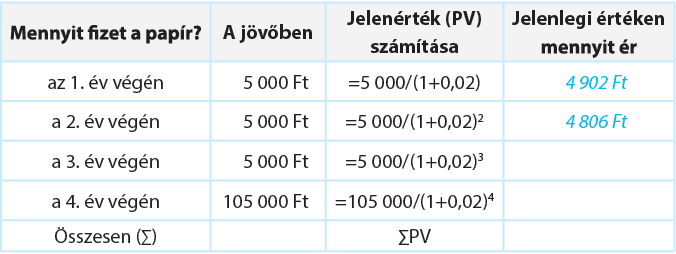 Mennyit fizet a papír? A jövőben Jelenérték (PV) számítása Jelenlegi értéken mennyit ér
az 1. év végén 5 000 Ft =5 000/(1+0,02) 4 902 Ft
a 2. év végén 5 000 Ft =5 000/(1+0,02)² 4 806 Ft
a 3. év végén 5 000 Ft =5 000/(1+0,02)³
a 4. év végén 105 000 Ft =105 000/(1+0,02)⁴
Összesen (∑) ∑PV